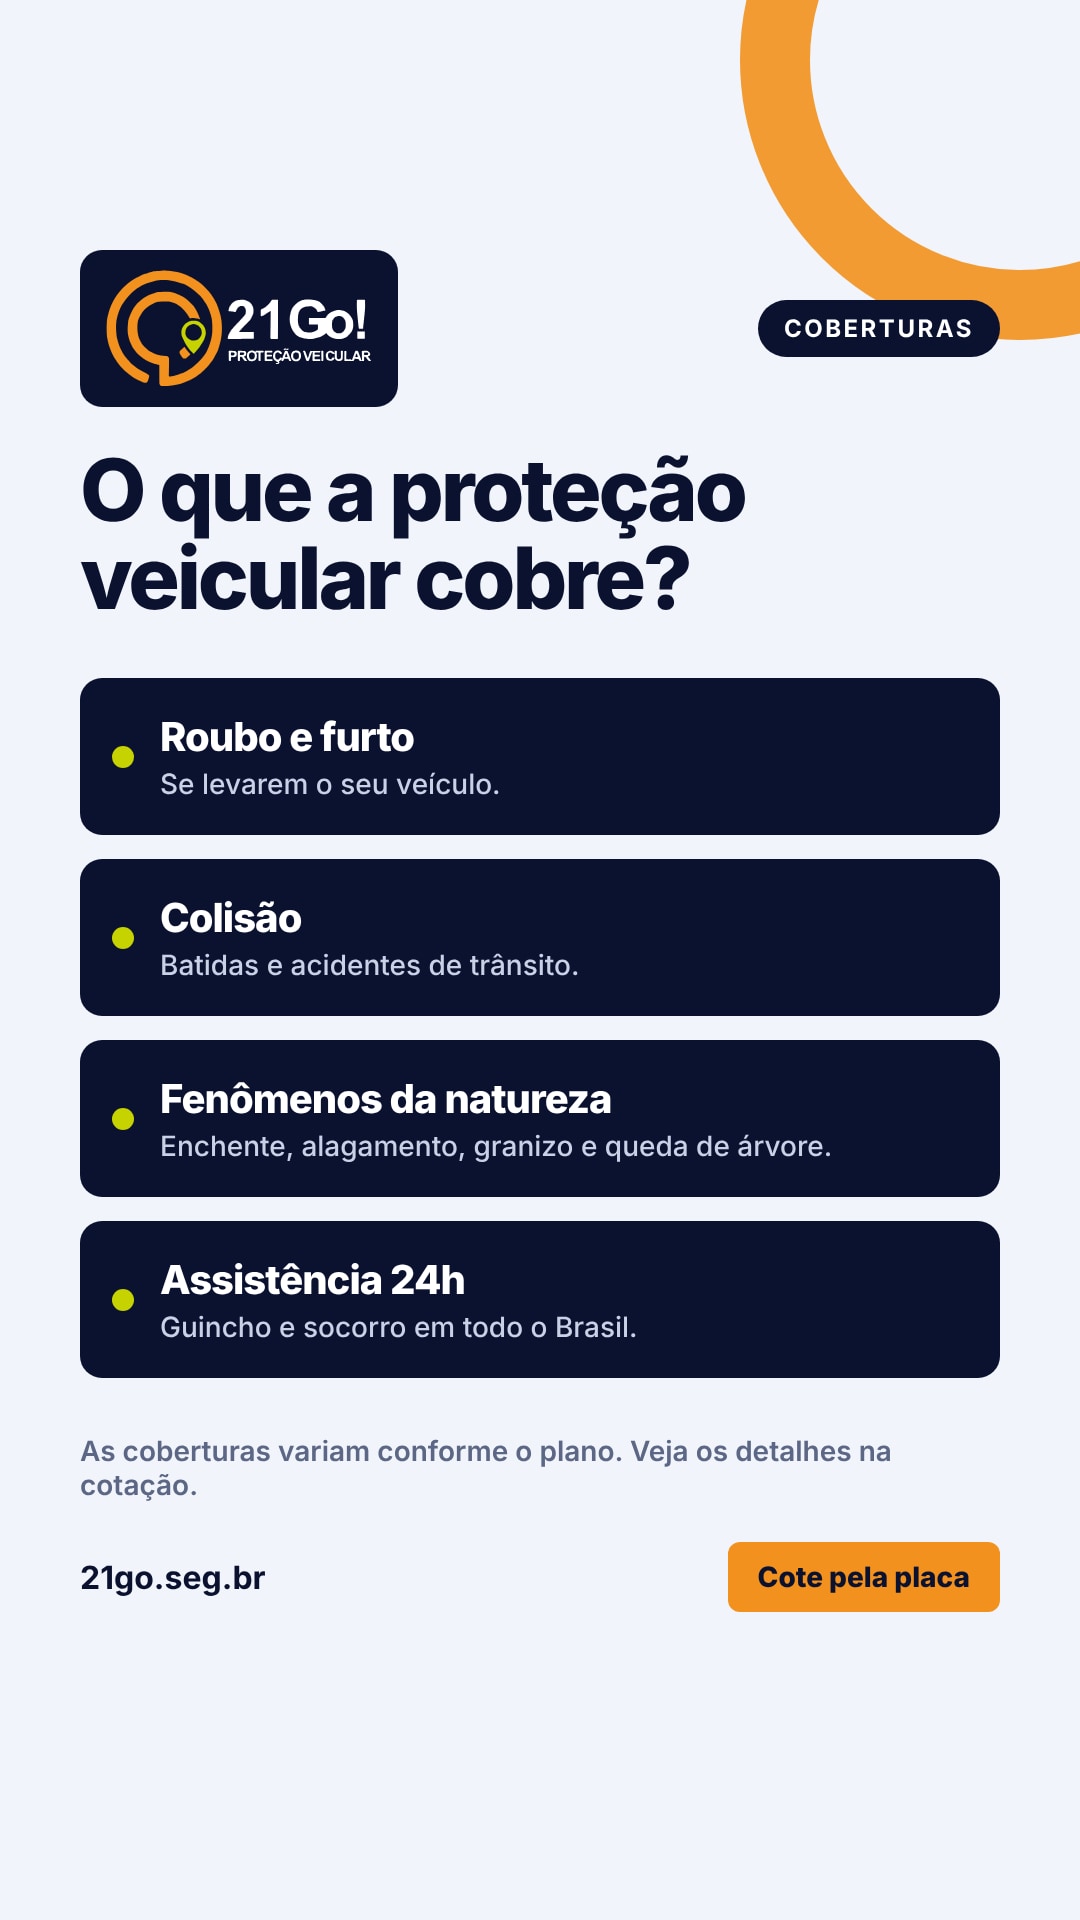 21Go!
PROTEÇÃO VEICULAR
COBERTURAS
O que a proteção
veicular cobre?
Roubo e furto
Se levarem o seu veículo.
Colisão
Batidas e acidentes de trânsito.
Fenômenos da natureza
Enchente, alagamento, granizo e queda de árvore.
Assistência 24h
Guincho e socorro em todo o Brasil.
As coberturas variam conforme o plano. Veja os detalhes na
cotação.
21go.seg.br
Cote pela placa